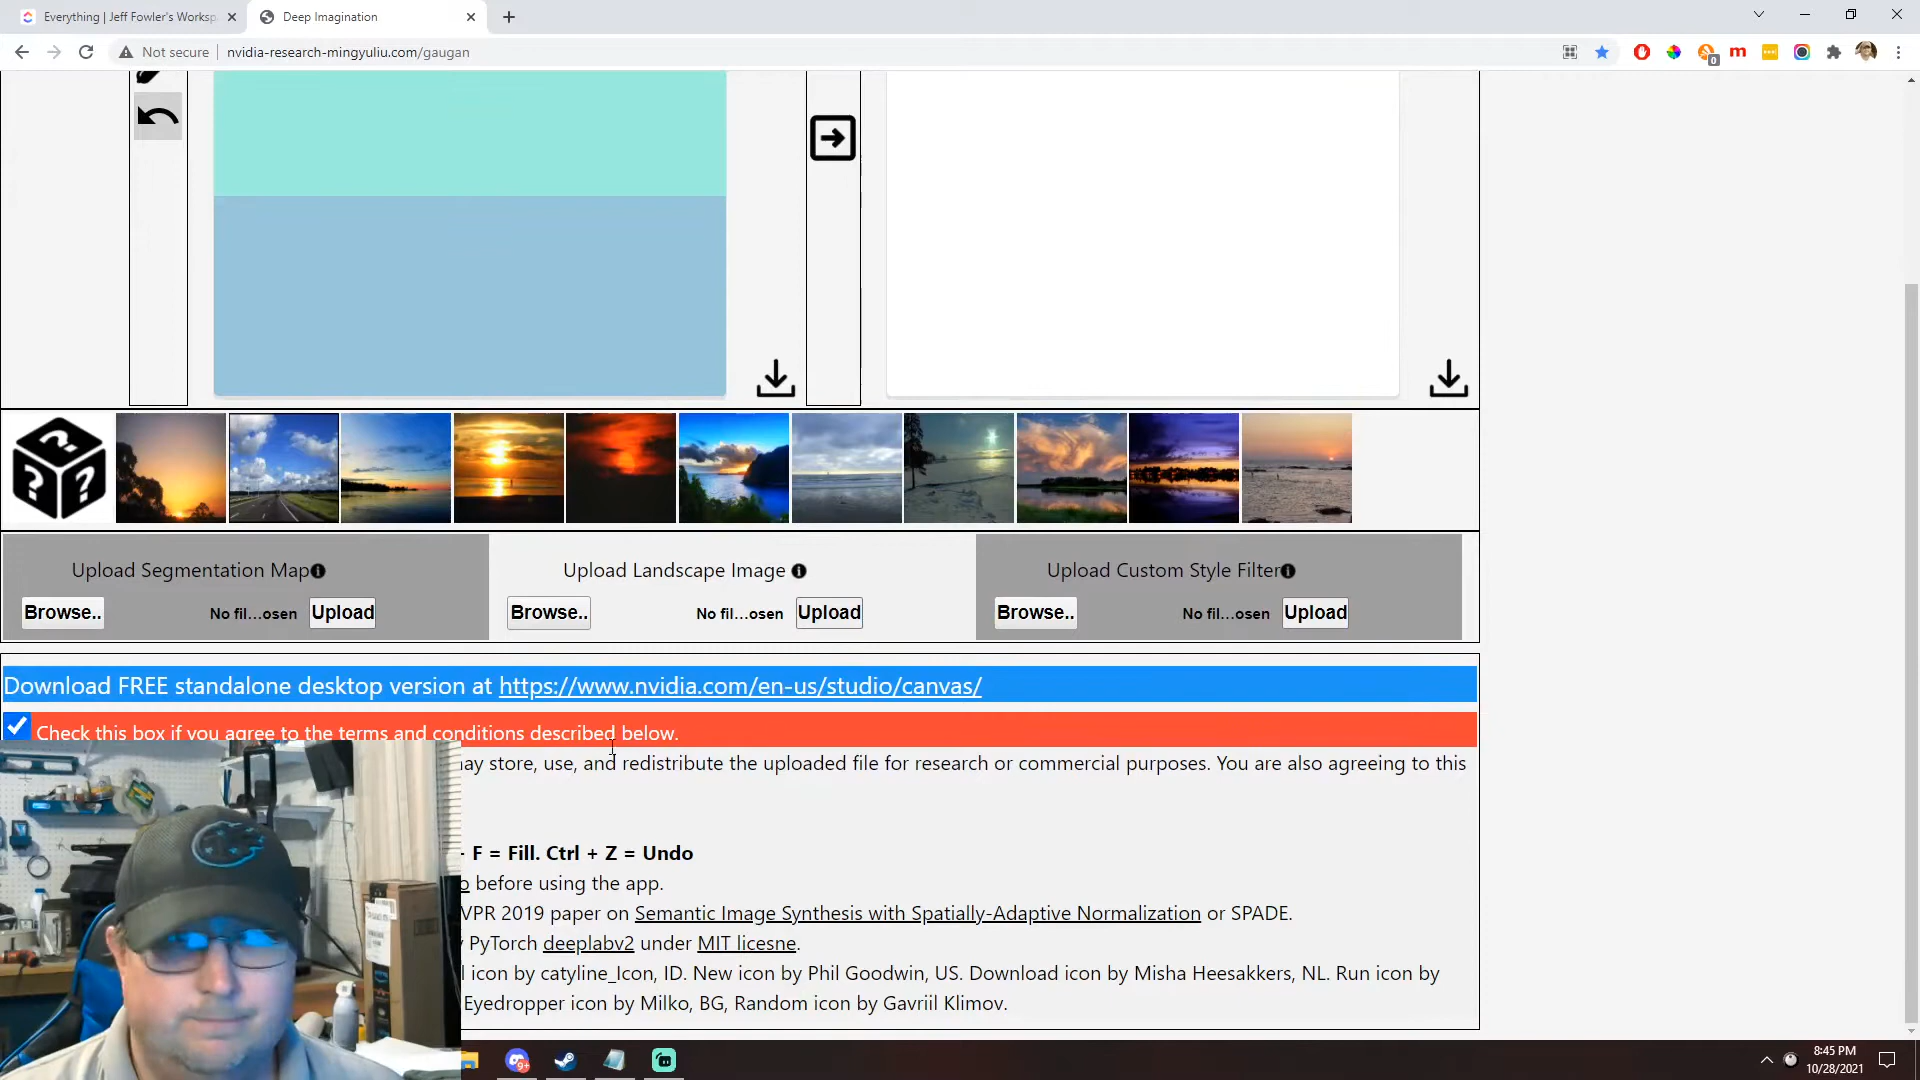 Everything | Jeff Fowler's Worksp
Deep Imagination
Not secure
nvidia-research-mingyuliu.com/gaugan
0
m
? ? ?
Upload Segmentation Map
Browse..
No fil...osen
Upload
Upload Landscape Image
Browse..
No fil...osen
Upload
Upload Custom Style Filter
Browse..
No fil...osen
Upload
Download FREE standalone desktop version at https://www.nvidia.com/en-us/studio/canvas/
Check this box if you agree to the terms and conditions described below.
ay store, use, and redistribute the uploaded file for research or commercial purposes. You are also agreeing to this
F = Fill. Ctrl + Z = Undo
o before using the app.
VPR 2019 paper on Semantic Image Synthesis with Spatially-Adaptive Normalization or SPADE.
PyTorch deeplabv2 under MIT licesne.
l icon by catyline_Icon, ID. New icon by Phil Goodwin, US. Download icon by Misha Heesakkers, NL. Run icon by
Eyedropper icon by Milko, BG, Random icon by Gavriil Klimov.
9+
8:45 PM
10/28/2021